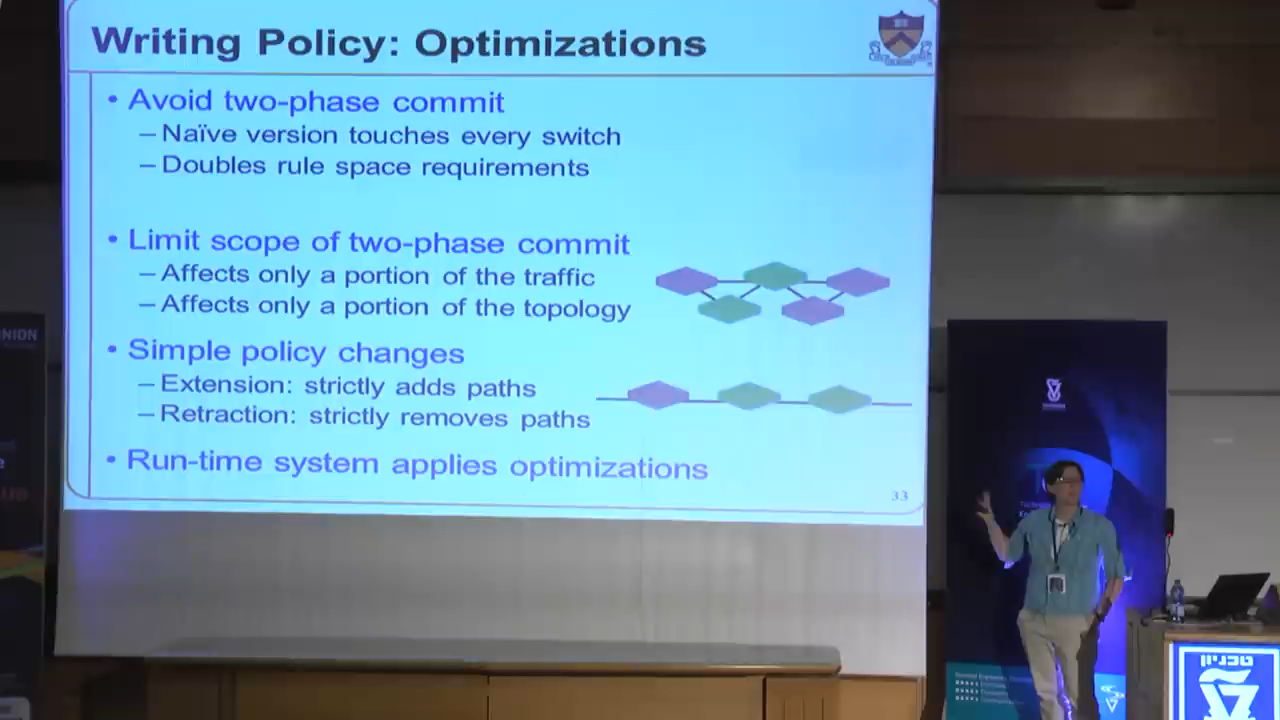 Writing Policy: Optimizations
• Avoid two-phase commit
– Naïve version touches every switch
– Doubles rule space requirements
• Limit scope of two-phase commit
– Affects only a portion of the traffic
– Affects only a portion of the topology
• Simple policy changes
– Extension: strictly adds paths
– Retraction: strictly removes paths
• Run-time system applies optimizations
33
NION
טכניון